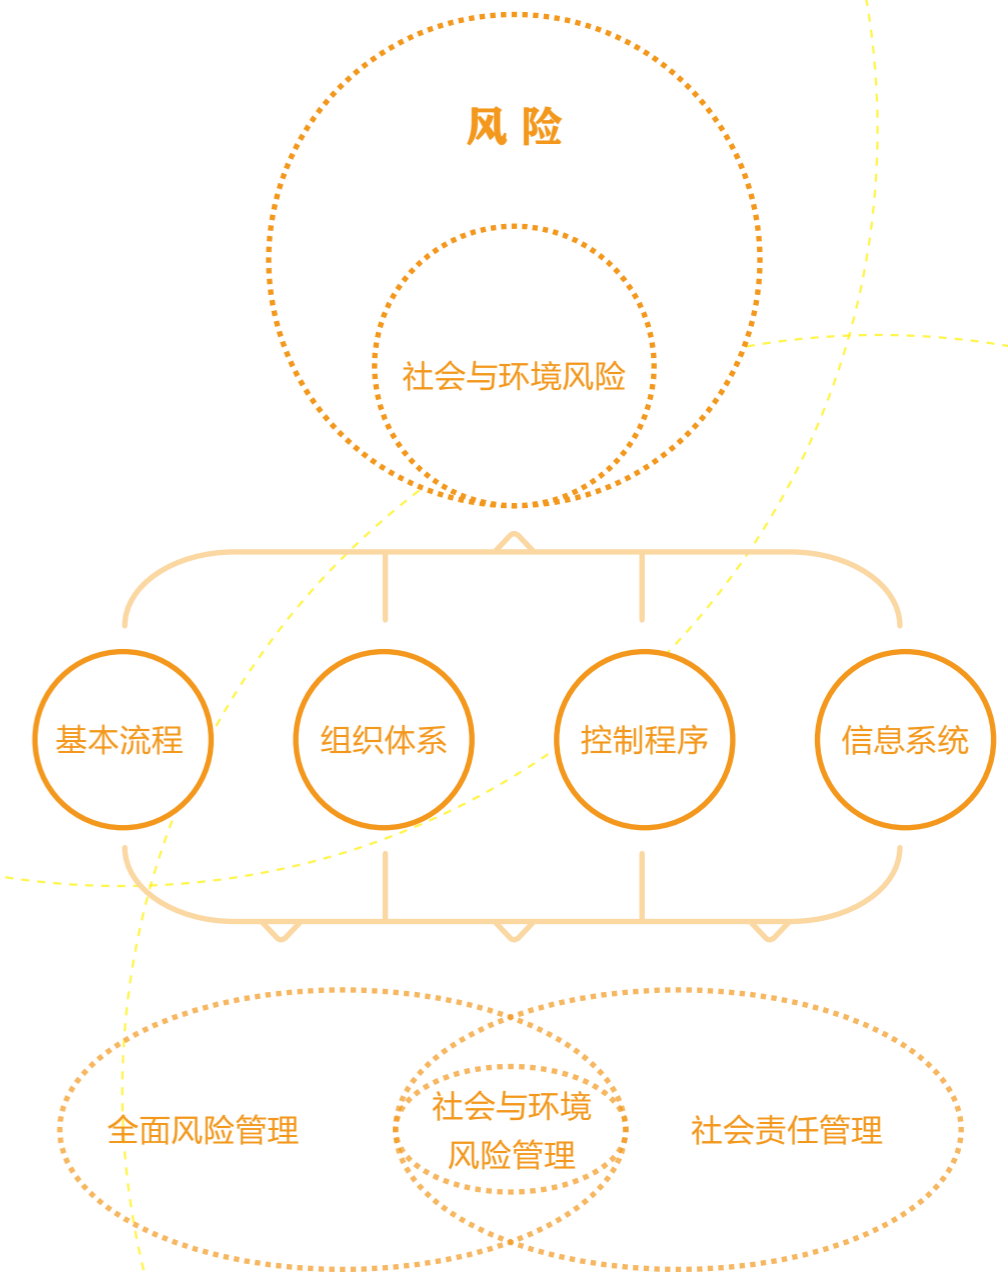 风 险
社会与环境风险
基本流程
组织体系
控制程序
信息系统
全面风险管理
社会与环境
风险管理
社会责任管理